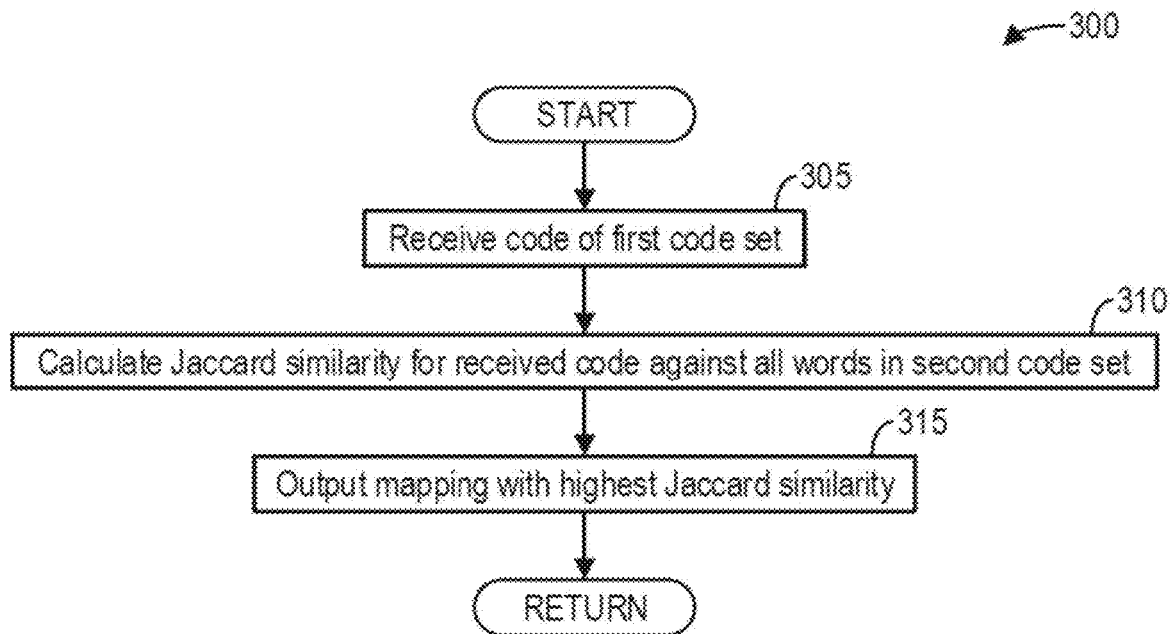 300
START
305
Receive code of first code set
310
Calculate Jaccard similarity for received code against all words in second code set
315
Output mapping with highest Jaccard similarity
RETURN